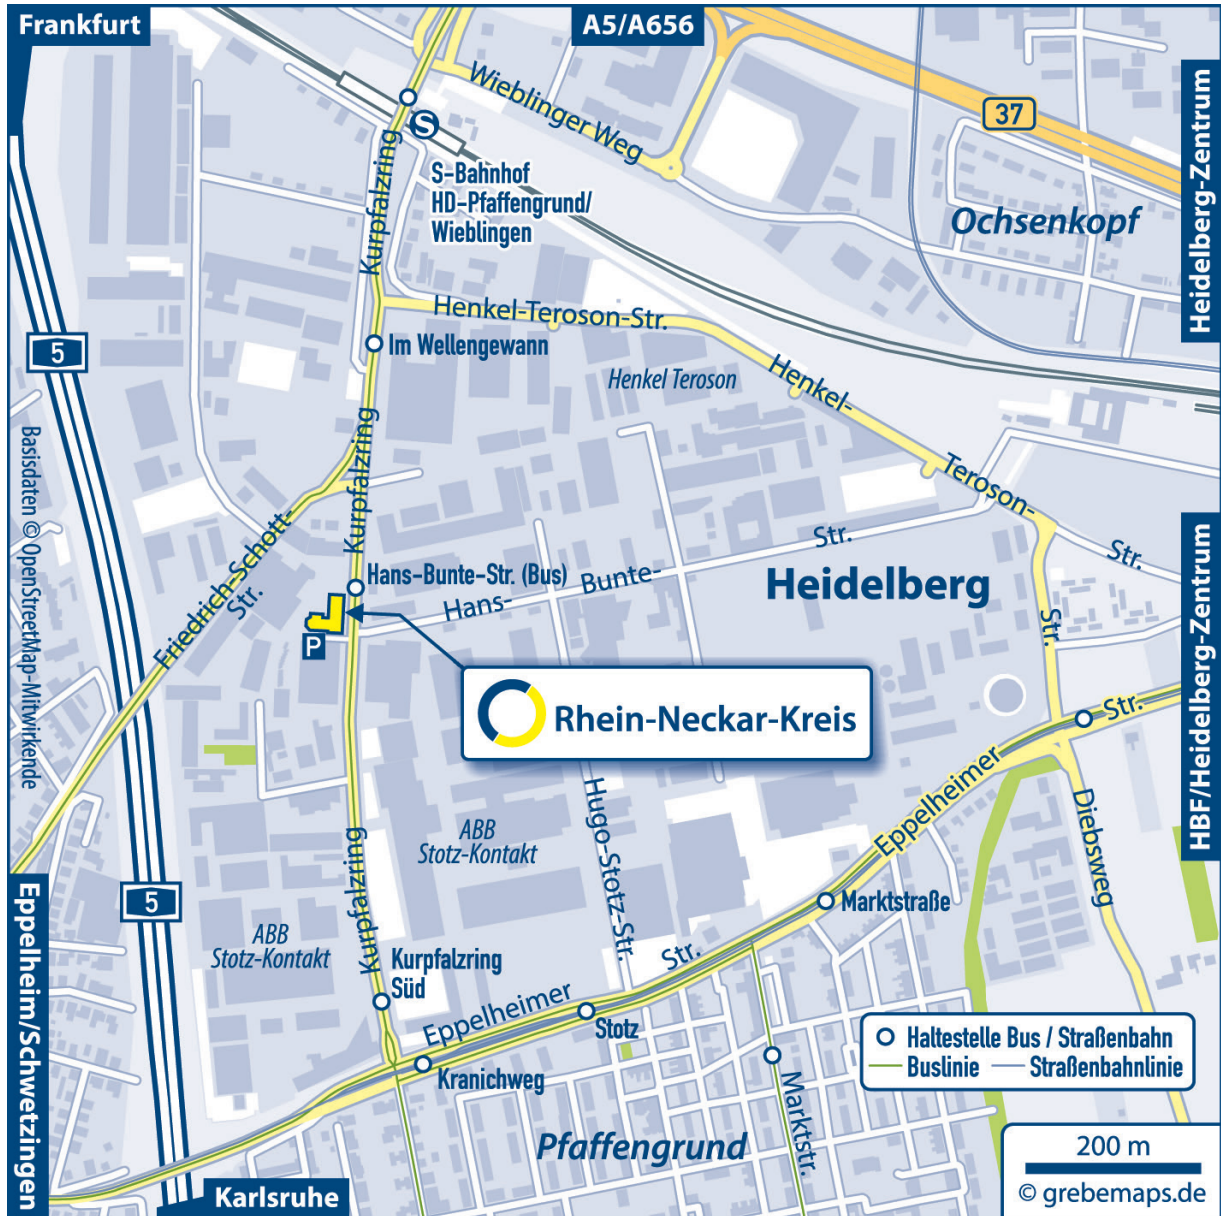 Frankfurt
A5/A656
Heidelberg-Zentrum
Wieblinger Weg
37
Kurpfalzring
S
S-Bahnhof
HD-Pfaffengrund/
Wieblingen
Ochsenkopf
Henkel-Teroson-Str.
5
Im Wellengewann
Henkel Teroson
Henkel-
Teroson-
Str.
Kurpfalzring
Basisdaten © OpenStreetMap-Mitwirkende
Friedrich-Schott-
Str.
Hans-Bunte-Str. (Bus)
Hans-
Bunte-
Str.
Heidelberg
Str.
HBF/Heidelberg-Zentrum
P
Rhein-Neckar-Kreis
Str.
Eppelheimer
Hugo-Stotz-Str.
Diebsweg
ABB
Stotz-Kontakt
Kurpfalzring
5
Marktstraße
ABB
Stotz-Kontakt
Kurpfalzring
Süd
Str.
Eppelheimer
Stotz
Kranichweg
Eppelheim/Schwetzingen
Marktstr.
Pfaffengrund
Karlsruhe
Haltestelle Bus / Straßenbahn
Buslinie
Straßenbahnlinie
200 m
© grebemaps.de